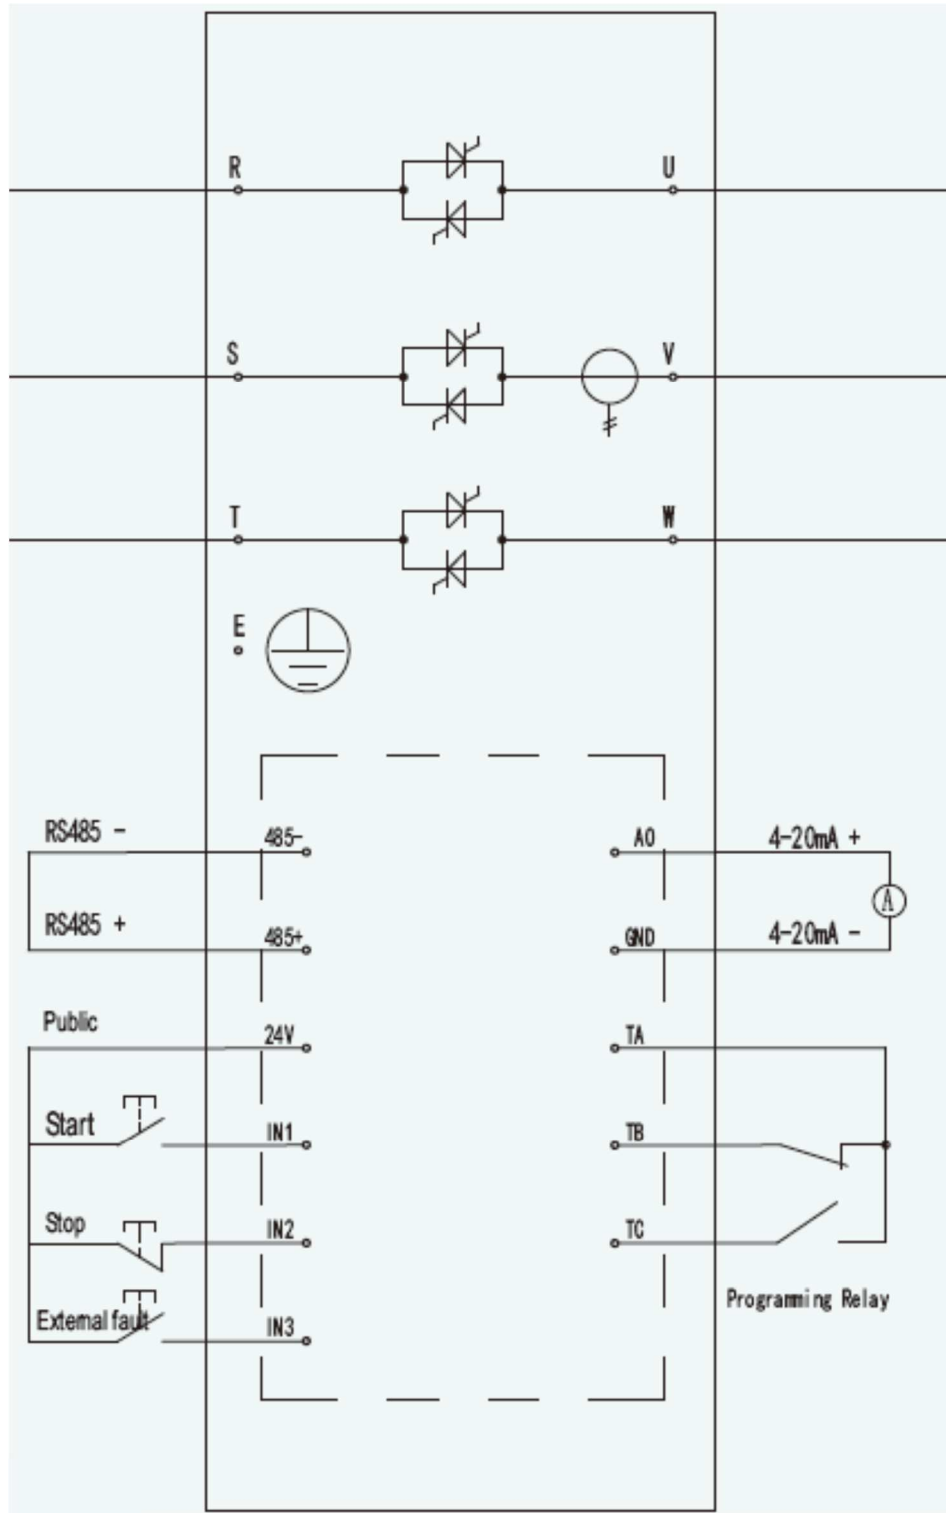 R U
S V
T W
E
RS485 - 485- AO 4-20mA +
A
RS485 + 485+ GND 4-20mA -
Public 24V TA
Start IN1 TB
Stop IN2 TC
External fault IN3 Programming Relay